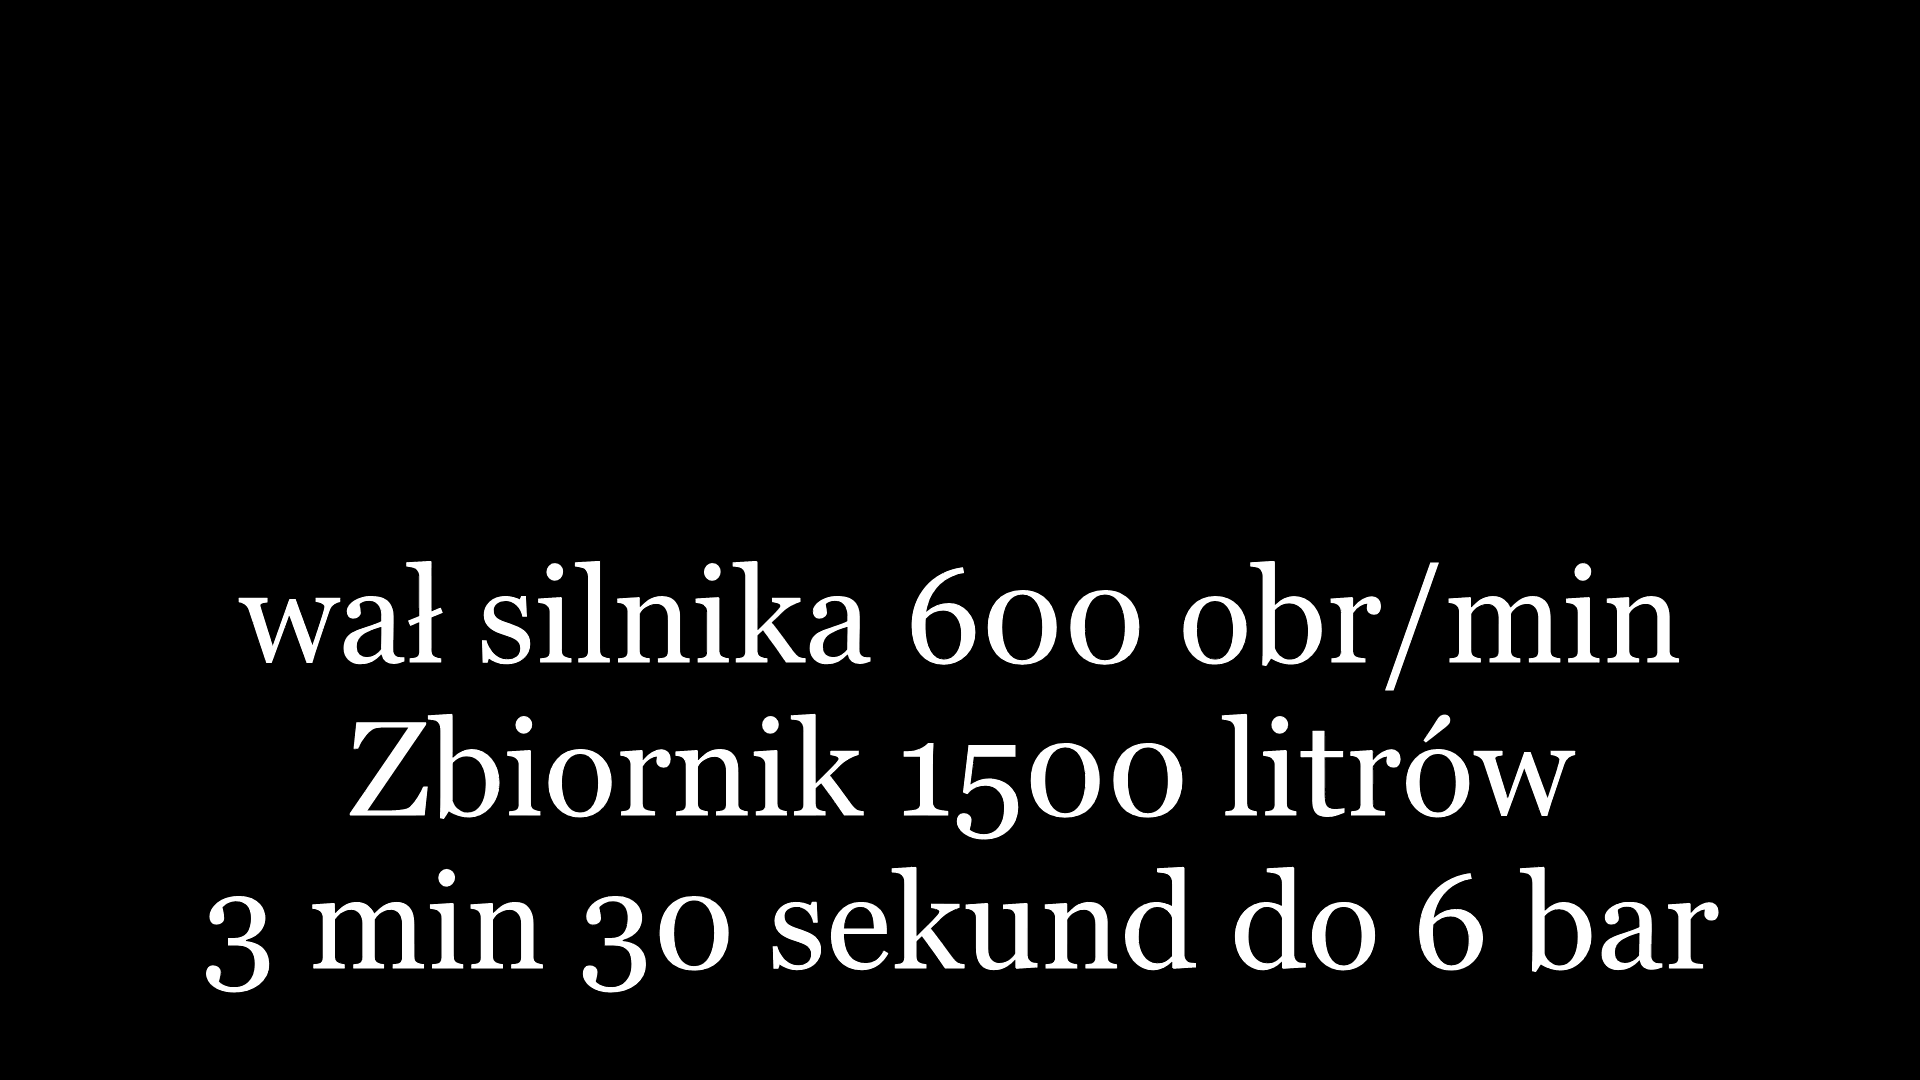 wał silnika 600 obr/min
Zbiornik 1500 litrów
3 min 30 sekund do 6 bar